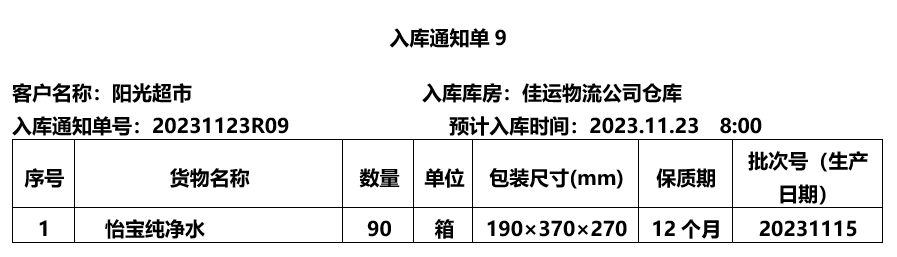 入库通知单 9
客户名称：阳光超市 入库库房：佳运物流公司仓库
入库通知单号：20231123R09 预计入库时间：2023.11.23 8:00
序号 货物名称 数量 单位 包装尺寸(mm) 保质期 批次号（生产日期）
1 怡宝纯净水 90 箱 190×370×270 12 个月 20231115